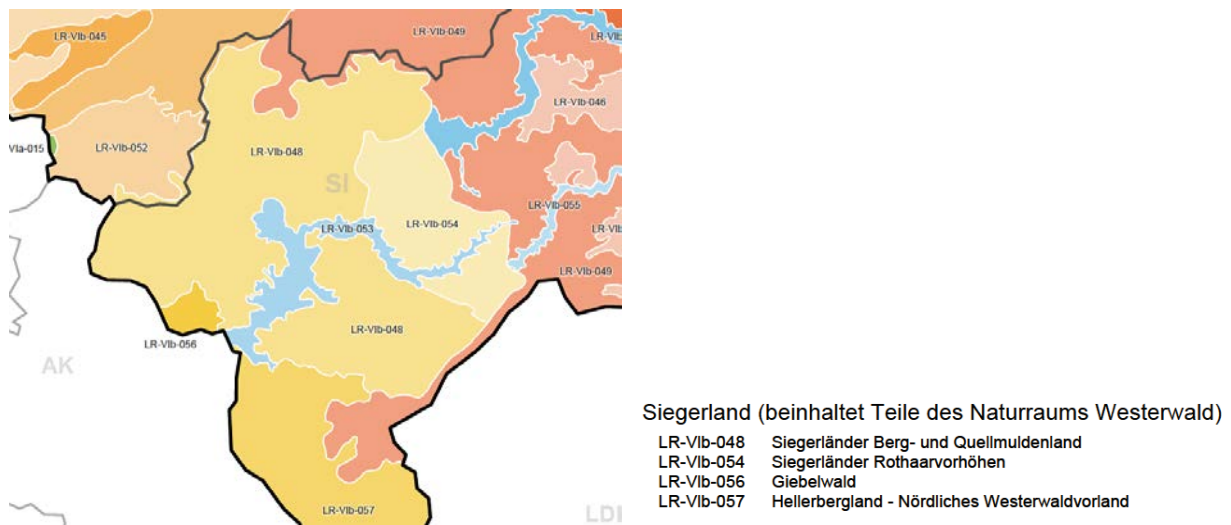 LR-VIb-045
LR-VIb-049
LR-VIb
LR-VIb-046
VIa-015
LR-VIb-052
LR-VIb-048
SI
LR-VIb-055
LR-VIb-053
LR-VIb-054
LR-VIb
LR-VIb-049
LR-VIb-048
LR-VIb-056
AK
LR-VIb-057
LDI
Siegerland (beinhaltet Teile des Naturraums Westerwald)
LR-VIb-048 Siegerländer Berg- und Quellmuldenland
LR-VIb-054 Siegerländer Rothaarvorhöhen
LR-VIb-056 Giebelwald
LR-VIb-057 Hellerbergland - Nördliches Westerwaldvorland